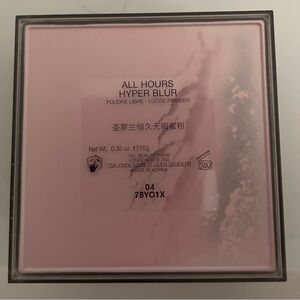 ALL HOURS
HYPER BLUR
POUDRE LIBRE - LOOSE POWDER
圣罗兰恒久无瑕蜜粉
Net. Wt. 0.35 oz. ℮10g
YSL BEAUTÉ PARIS
MADE IN KOREA
04
78YO1X